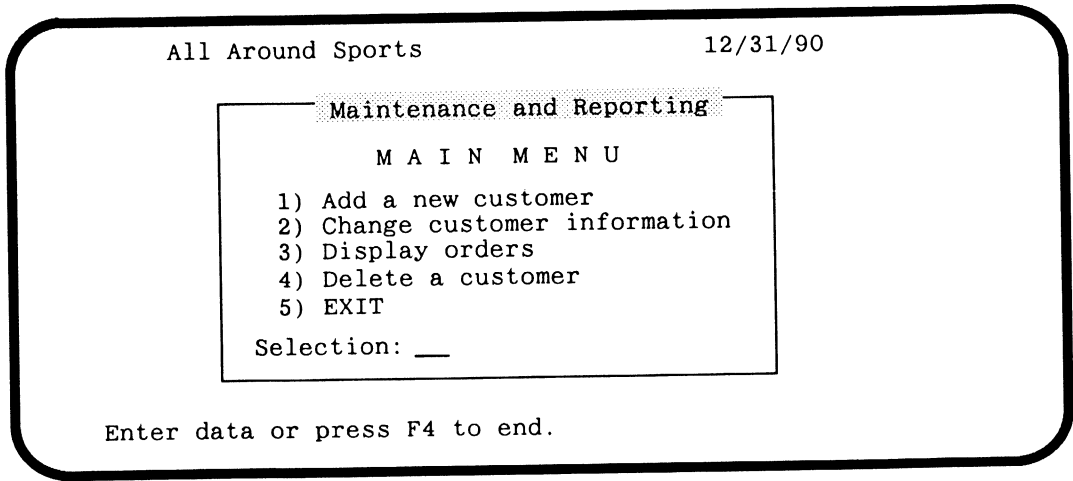 All Around Sports 12/31/90
Maintenance and Reporting
M A I N M E N U
1) Add a new customer
2) Change customer information
3) Display orders
4) Delete a customer
5) EXIT
Selection: __
Enter data or press F4 to end.